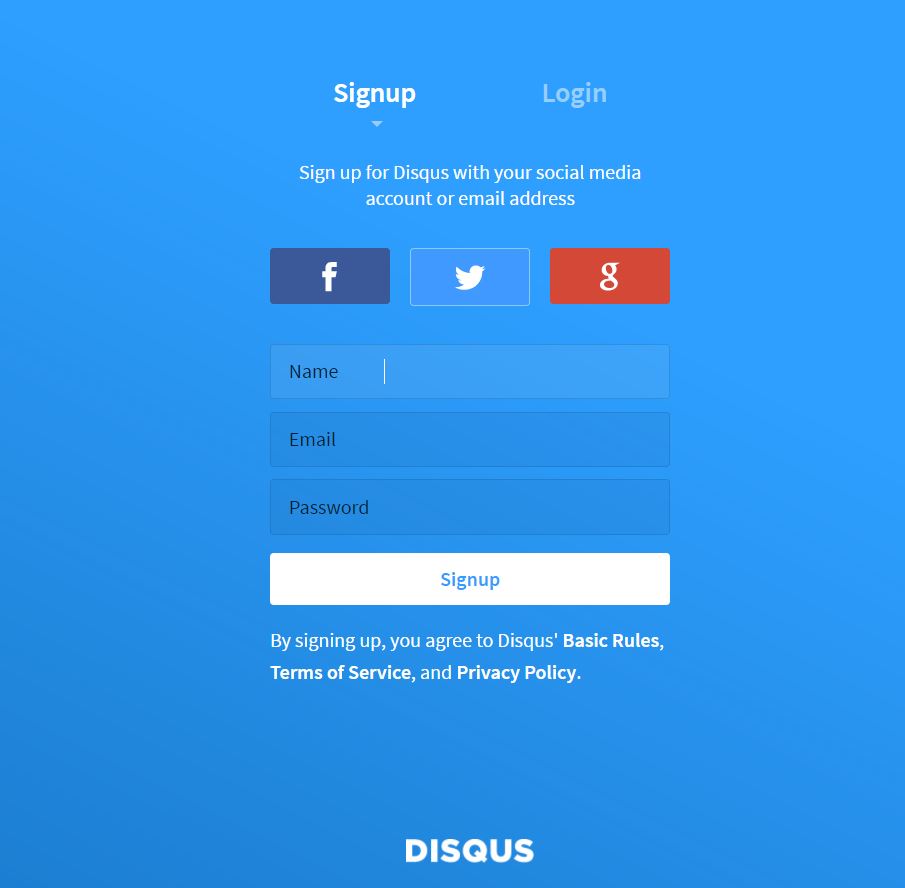 Signup
Login
Sign up for Disqus with your social media
account or email address
f
g
Name
Email
Password
Signup
By signing up, you agree to Disqus' Basic Rules,
Terms of Service, and Privacy Policy.
DISQUS